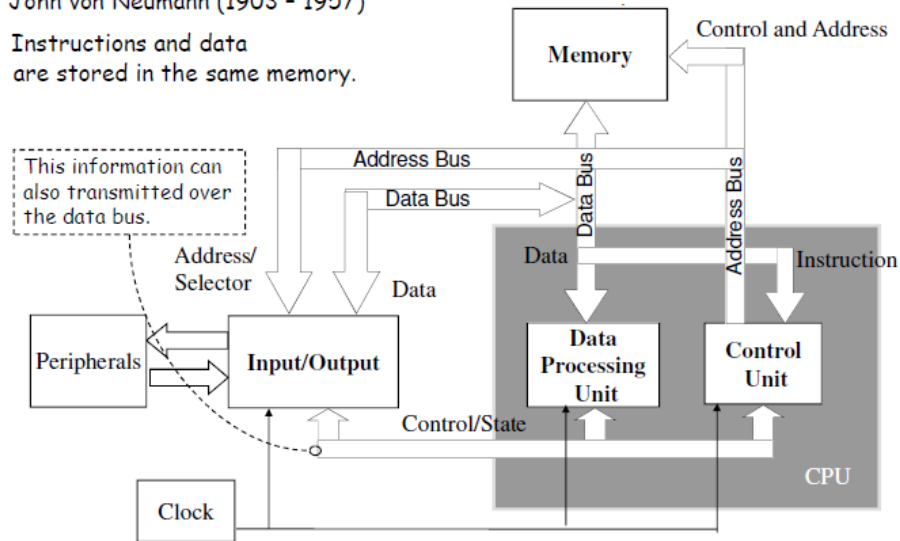 John von Neumann (1903 - 1957)
Instructions and data
are stored in the same memory.
Memory
Control and Address
This information can
also transmitted over
the data bus.
Address Bus
Data Bus
Data Bus
Address Bus
Address/
Selector
Data
Data
Instruction
Peripherals
Input/Output
Data
Processing
Unit
Control
Unit
Control/State
CPU
Clock